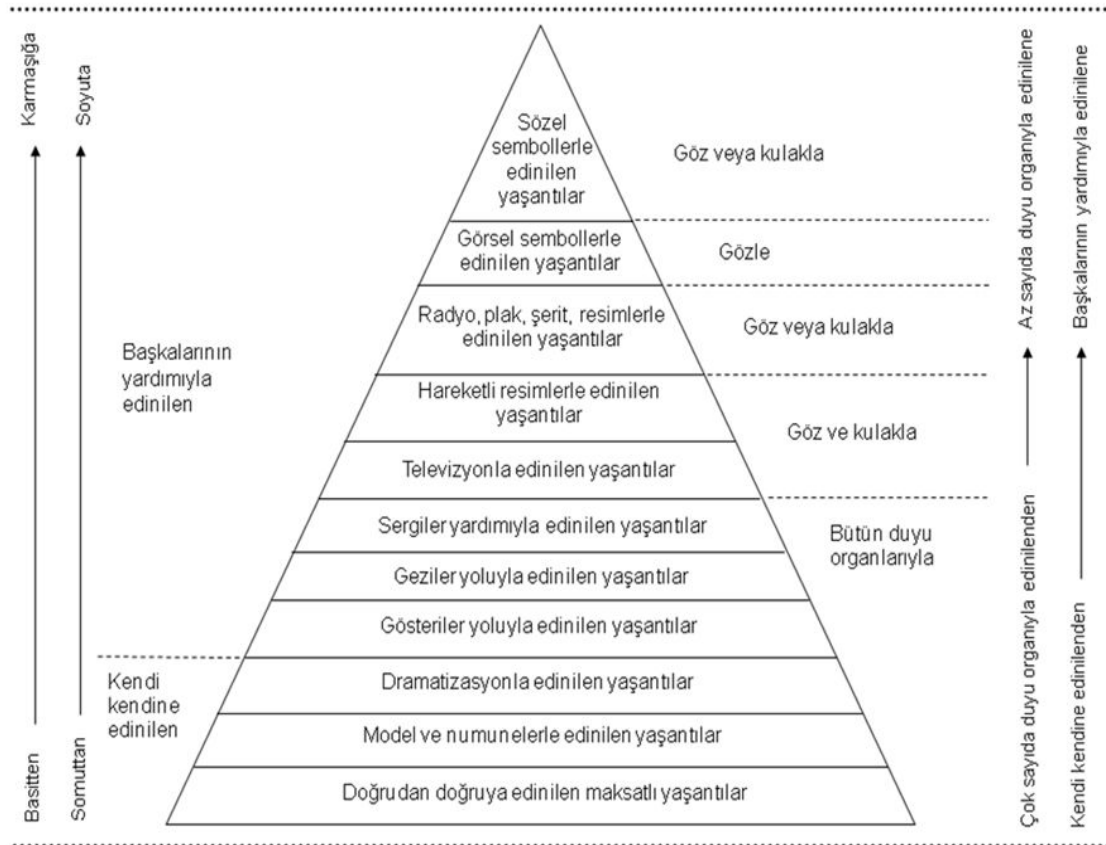 Karmaşığa
Basitten
Soyuta
Somuttan
Başkalarının
yardımıyla
edinilen
Kendi
kendine
edinilen
Sözel
sembollerle
edinilen
yaşantılar
Görsel sembollerle
edinilen yaşantılar
Radyo, plak, şerit, resimlerle
edinilen yaşantılar
Hareketli resimlerle edinilen
yaşantılar
Televizyonla edinilen yaşantılar
Sergiler yardımıyla edinilen yaşantılar
Geziler yoluyla edinilen yaşantılar
Gösteriler yoluyla edinilen yaşantılar
Dramatizasyonla edinilen yaşantılar
Model ve numunelerle edinilen yaşantılar
Doğrudan doğruya edinilen maksatlı yaşantılar
Göz veya kulakla
Gözle
Göz veya kulakla
Göz ve kulakla
Bütün duyu
organlarıyla
Az sayıda duyu organıyla edinilene
Çok sayıda duyu organıyla edinilenden
Başkalarının yardımıyla edinilene
Kendi kendine edinilenden